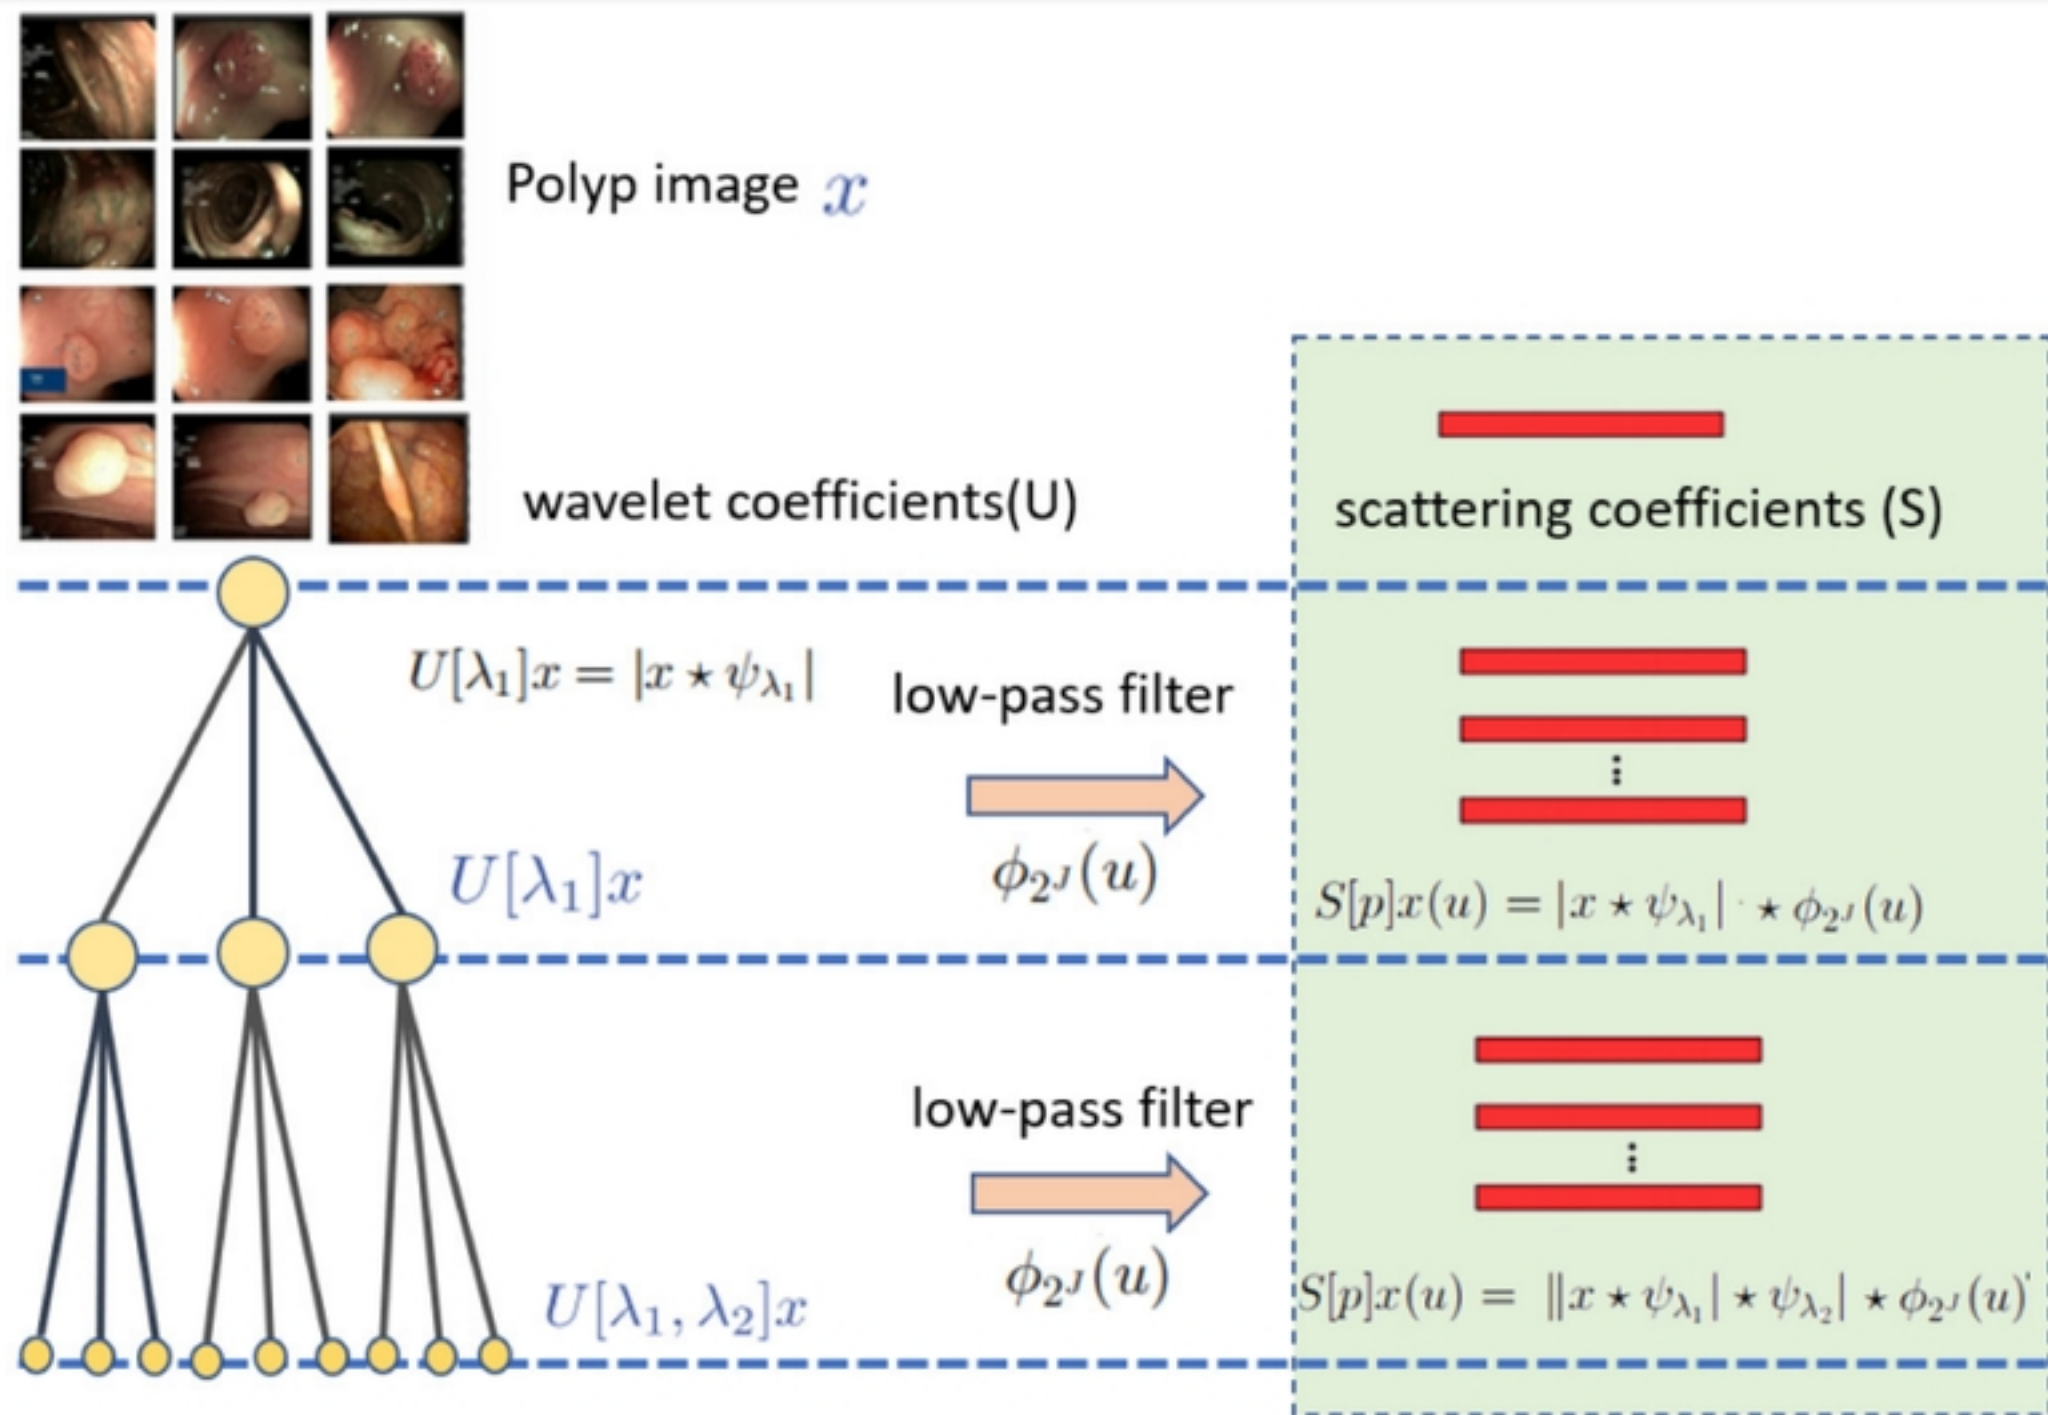 Polyp image x
wavelet coefficients(U)
scattering coefficients (S)
U[λ₁]x = |x ⋆ ψ_λ₁|
low-pass filter
ϕ_2^J(u)
U[λ₁]x
S[p]x(u) = |x ⋆ ψ_λ₁| ⋆ ϕ_2^J(u)
low-pass filter
ϕ_2^J(u)
U[λ₁, λ₂]x
S[p]x(u) = ||x ⋆ ψ_λ₁| ⋆ ψ_λ₂| ⋆ ϕ_2^J(u)